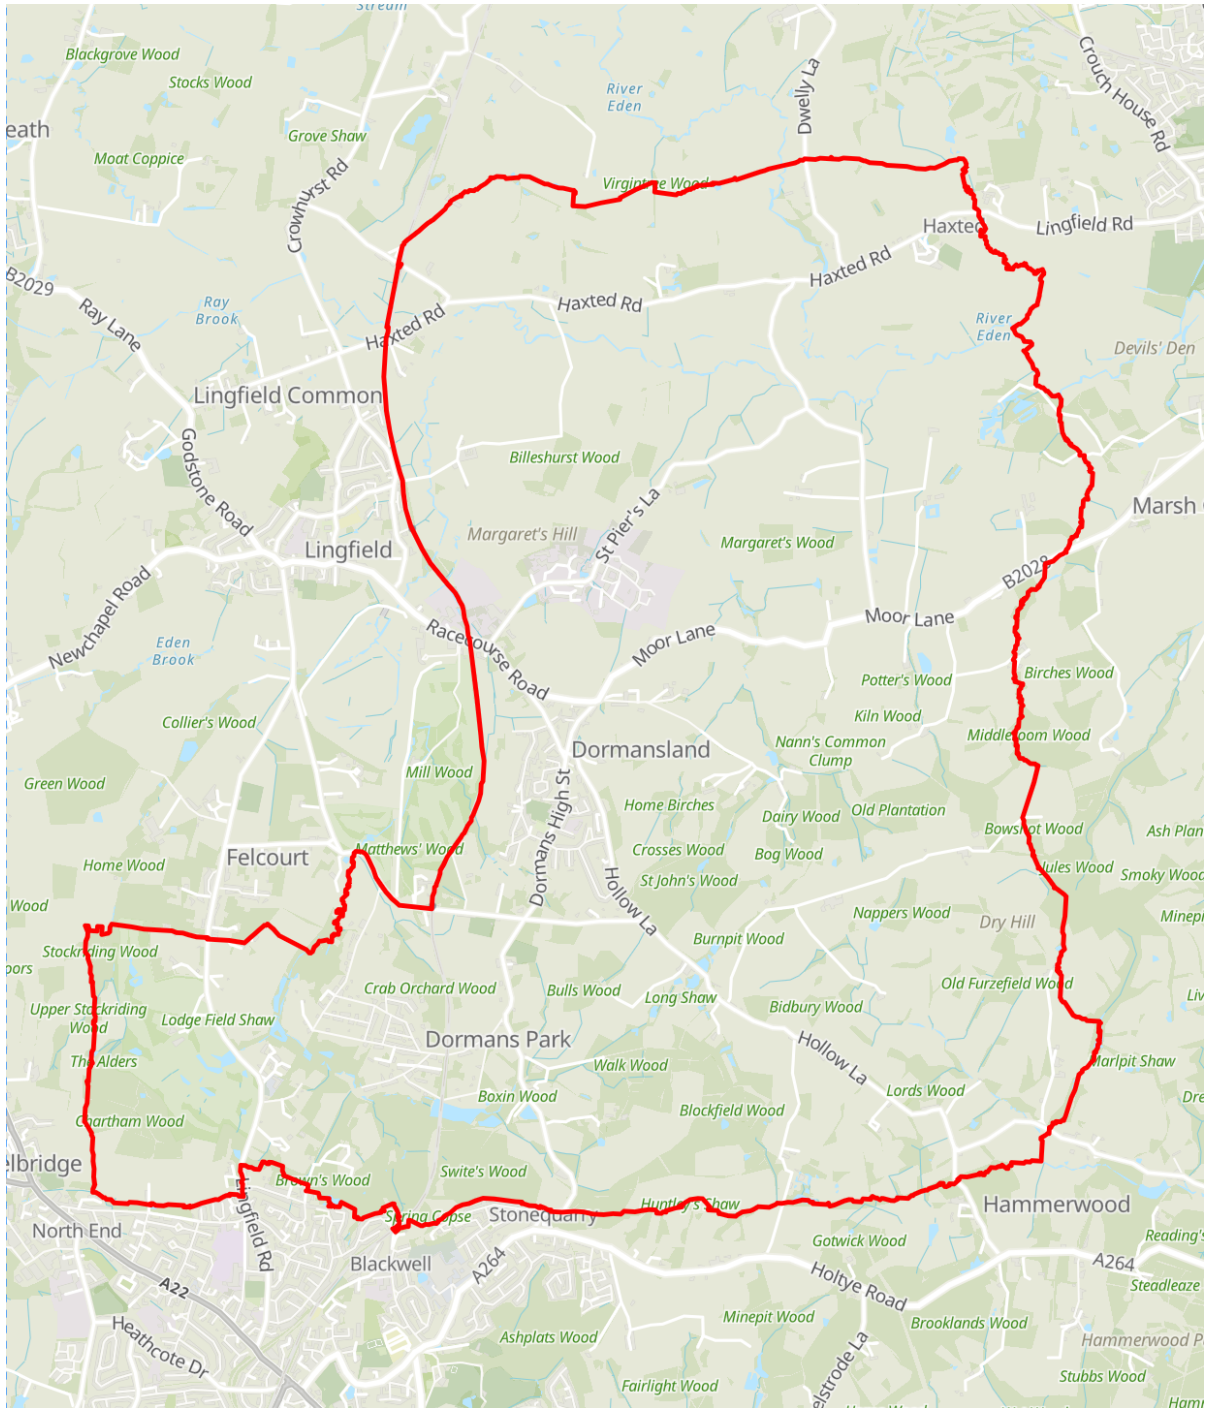 Stream
Blackgrove Wood
Crouch House Rd
Stocks Wood
River
Eden
Dwelly La
eath
Grove Shaw
Moat Coppice
Crowhurst Rd
Virgintree Wood
Haxted
Lingfield Rd
B2029
Haxted Rd
Ray Lane
Ray
Brook
Haxted Rd
Haxted Rd
River
Eden
Devils' Den
Lingfield Common
Godstone Road
Billeshurst Wood
St Pier's La
Marsh
Margaret's Hill
Margaret's Wood
Lingfield
B2028
Newchapel Road
Moor Lane
Racecourse Road
Moor Lane
Eden
Brook
Potter's Wood
Birches Wood
Collier's Wood
Kiln Wood
Dormansland
Nann's Common
Clump
Middleroom Wood
Mill Wood
Green Wood
Dormans High St
Home Birches
Dairy Wood
Old Plantation
Bowshot Wood
Ash Plan
Matthews' Wood
Felcourt
Home Wood
Crosses Wood
Bog Wood
Jules Wood
Smoky Wood
St John's Wood
Hollow La
Wood
Nappers Wood
Dry Hill
Minepi
Burnpit Wood
Stockriding Wood
oors
Crab Orchard Wood
Bulls Wood
Long Shaw
Old Furzefield Wood
Liv
Upper Stockriding
Wood
Lodge Field Shaw
Bidbury Wood
Dormans Park
Hollow La
The Alders
Walk Wood
Marlpit Shaw
Boxin Wood
Lords Wood
Dre
Chartham Wood
Blockfield Wood
elbridge
Swite's Wood
Brown's Wood
Lingfield Rd
Huntley's Shaw
Hammerwood
Spring Copse
Stonequarry
North End
Gotwick Wood
Reading's
Blackwell
A264
A264
A22
Holtye Road
Steadleaze
Minepit Wood
Brooklands Wood
Heathcote Dr
Ashplats Wood
Hammerwood P
elstrode La
Stubbs Wood
Fairlight Wood